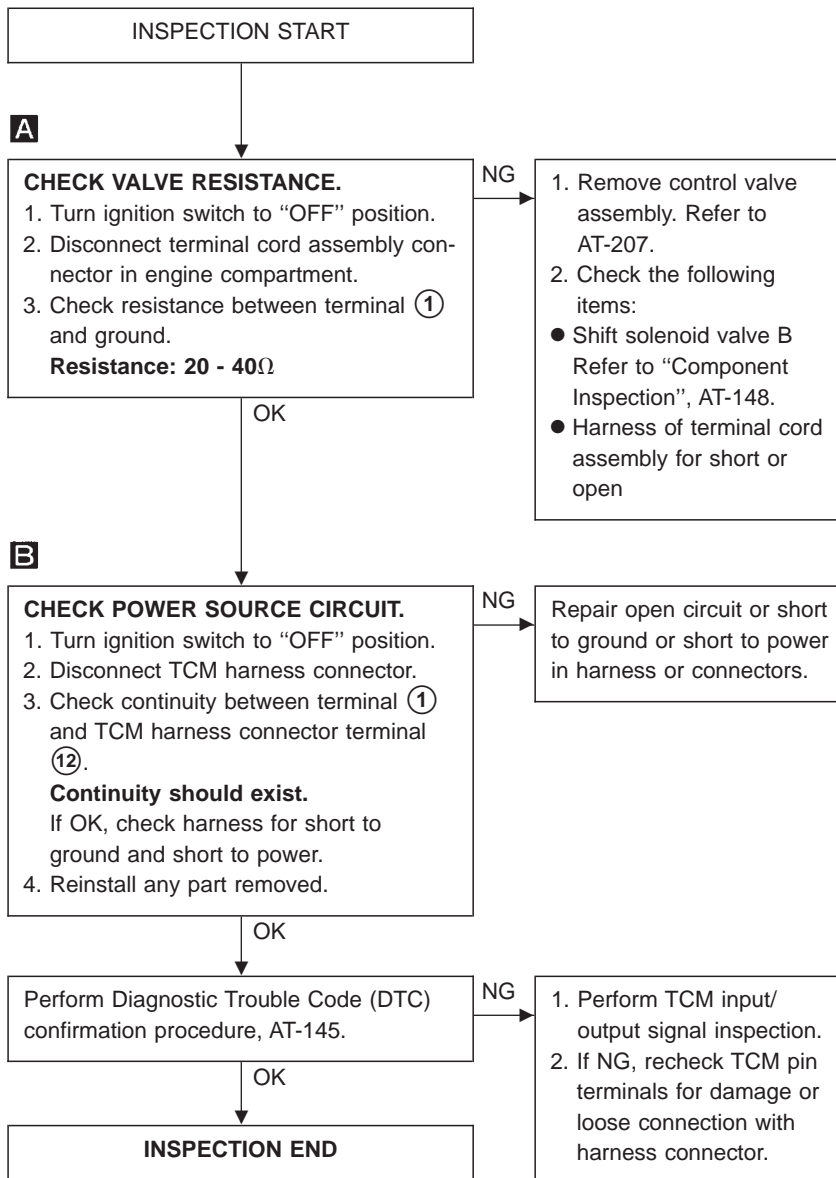 INSPECTION START
A
CHECK VALVE RESISTANCE.
1. Turn ignition switch to ‘‘OFF’’ position.
2. Disconnect terminal cord assembly con-
nector in engine compartment.
3. Check resistance between terminal ①
and ground.
Resistance: 20 - 40Ω
NG
1. Remove control valve
assembly. Refer to
AT-207.
2. Check the following
items:
● Shift solenoid valve B
Refer to ‘‘Component
Inspection’’, AT-148.
● Harness of terminal cord
assembly for short or
open
OK
B
CHECK POWER SOURCE CIRCUIT.
1. Turn ignition switch to ‘‘OFF’’ position.
2. Disconnect TCM harness connector.
3. Check continuity between terminal ①
and TCM harness connector terminal
⑫.
Continuity should exist.
If OK, check harness for short to
ground and short to power.
4. Reinstall any part removed.
NG
Repair open circuit or short
to ground or short to power
in harness or connectors.
OK
Perform Diagnostic Trouble Code (DTC)
confirmation procedure, AT-145.
NG
1. Perform TCM input/
output signal inspection.
2. If NG, recheck TCM pin
terminals for damage or
loose connection with
harness connector.
OK
INSPECTION END